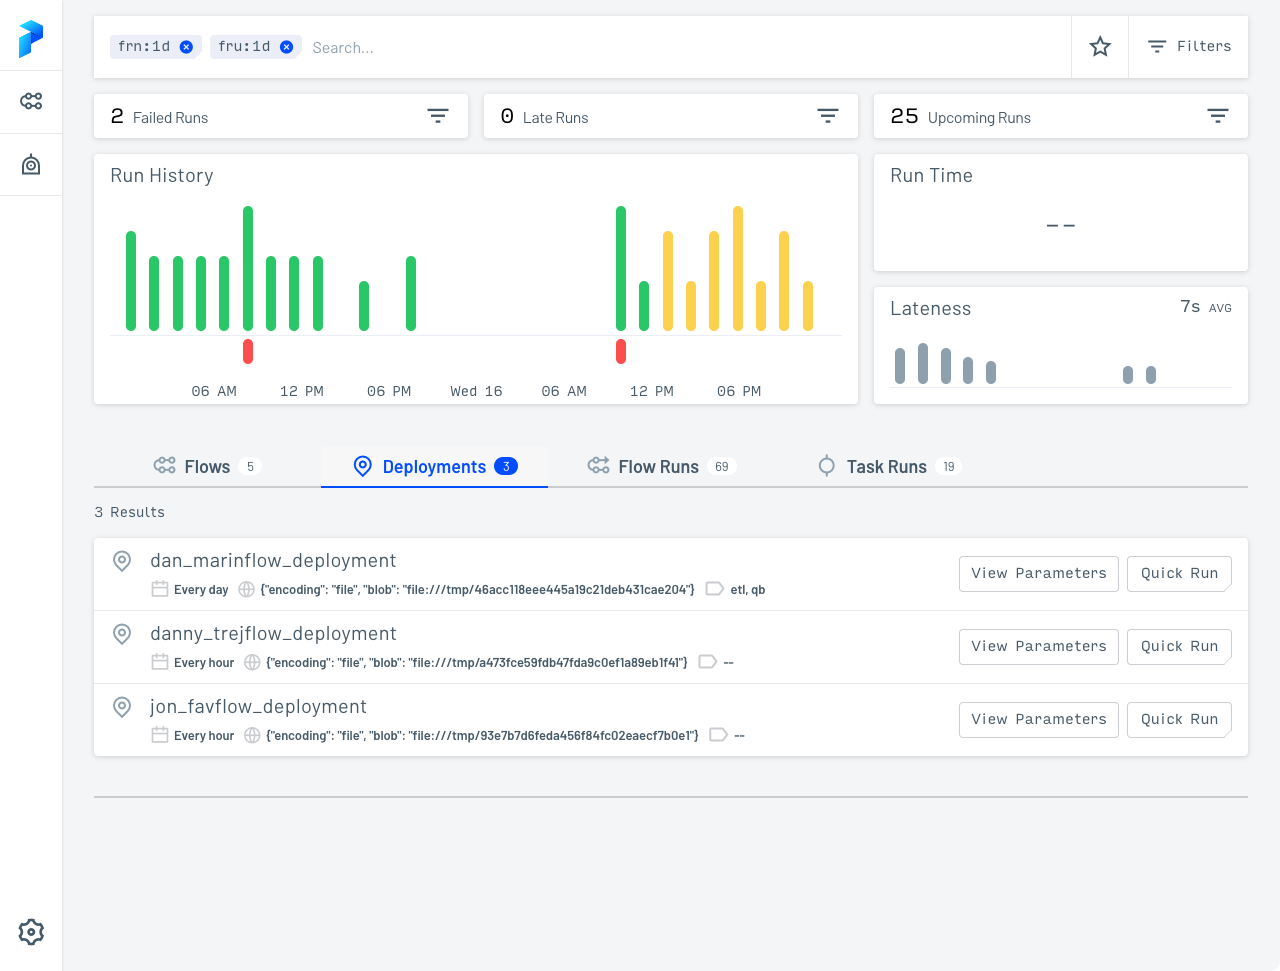 frn:1d fru:1d Search... Filters
2 Failed Runs
0 Late Runs
25 Upcoming Runs
Run History
06 AM 12 PM 06 PM Wed 16 06 AM 12 PM 06 PM
Run Time
--
Lateness 7s AVG
Flows 5 Deployments 3 Flow Runs 69 Task Runs 19
3 Results
dan_marinflow_deployment
Every day {"encoding": "file", "blob": "file:///tmp/46acc118eee445a19c21deb431cae204"} etl, qb
View Parameters Quick Run
danny_trejflow_deployment
Every hour {"encoding": "file", "blob": "file:///tmp/a473fce59fdb47fda9c0ef1a89eb1f41"} --
View Parameters Quick Run
jon_favflow_deployment
Every hour {"encoding": "file", "blob": "file:///tmp/93e7b7d6feda456f84fc02eaecf7b0e1"} --
View Parameters Quick Run